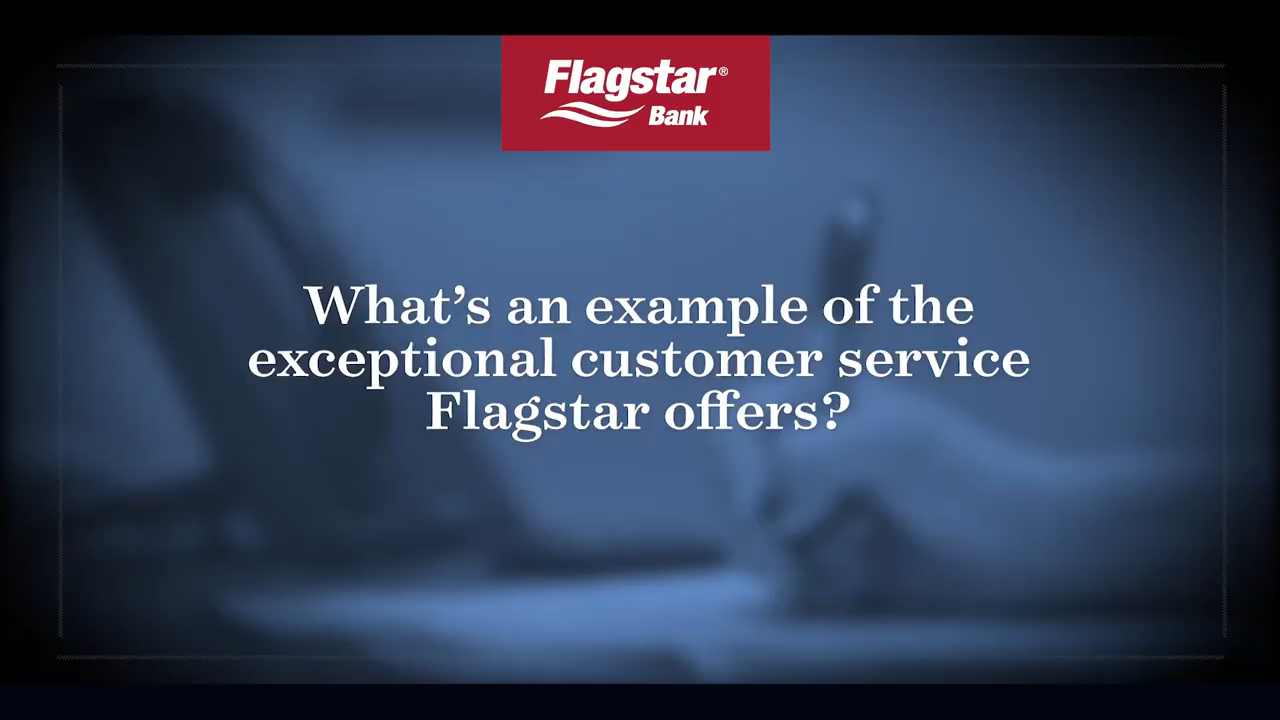 Flagstar®
Bank
What's an example of the
exceptional customer service
Flagstar offers?